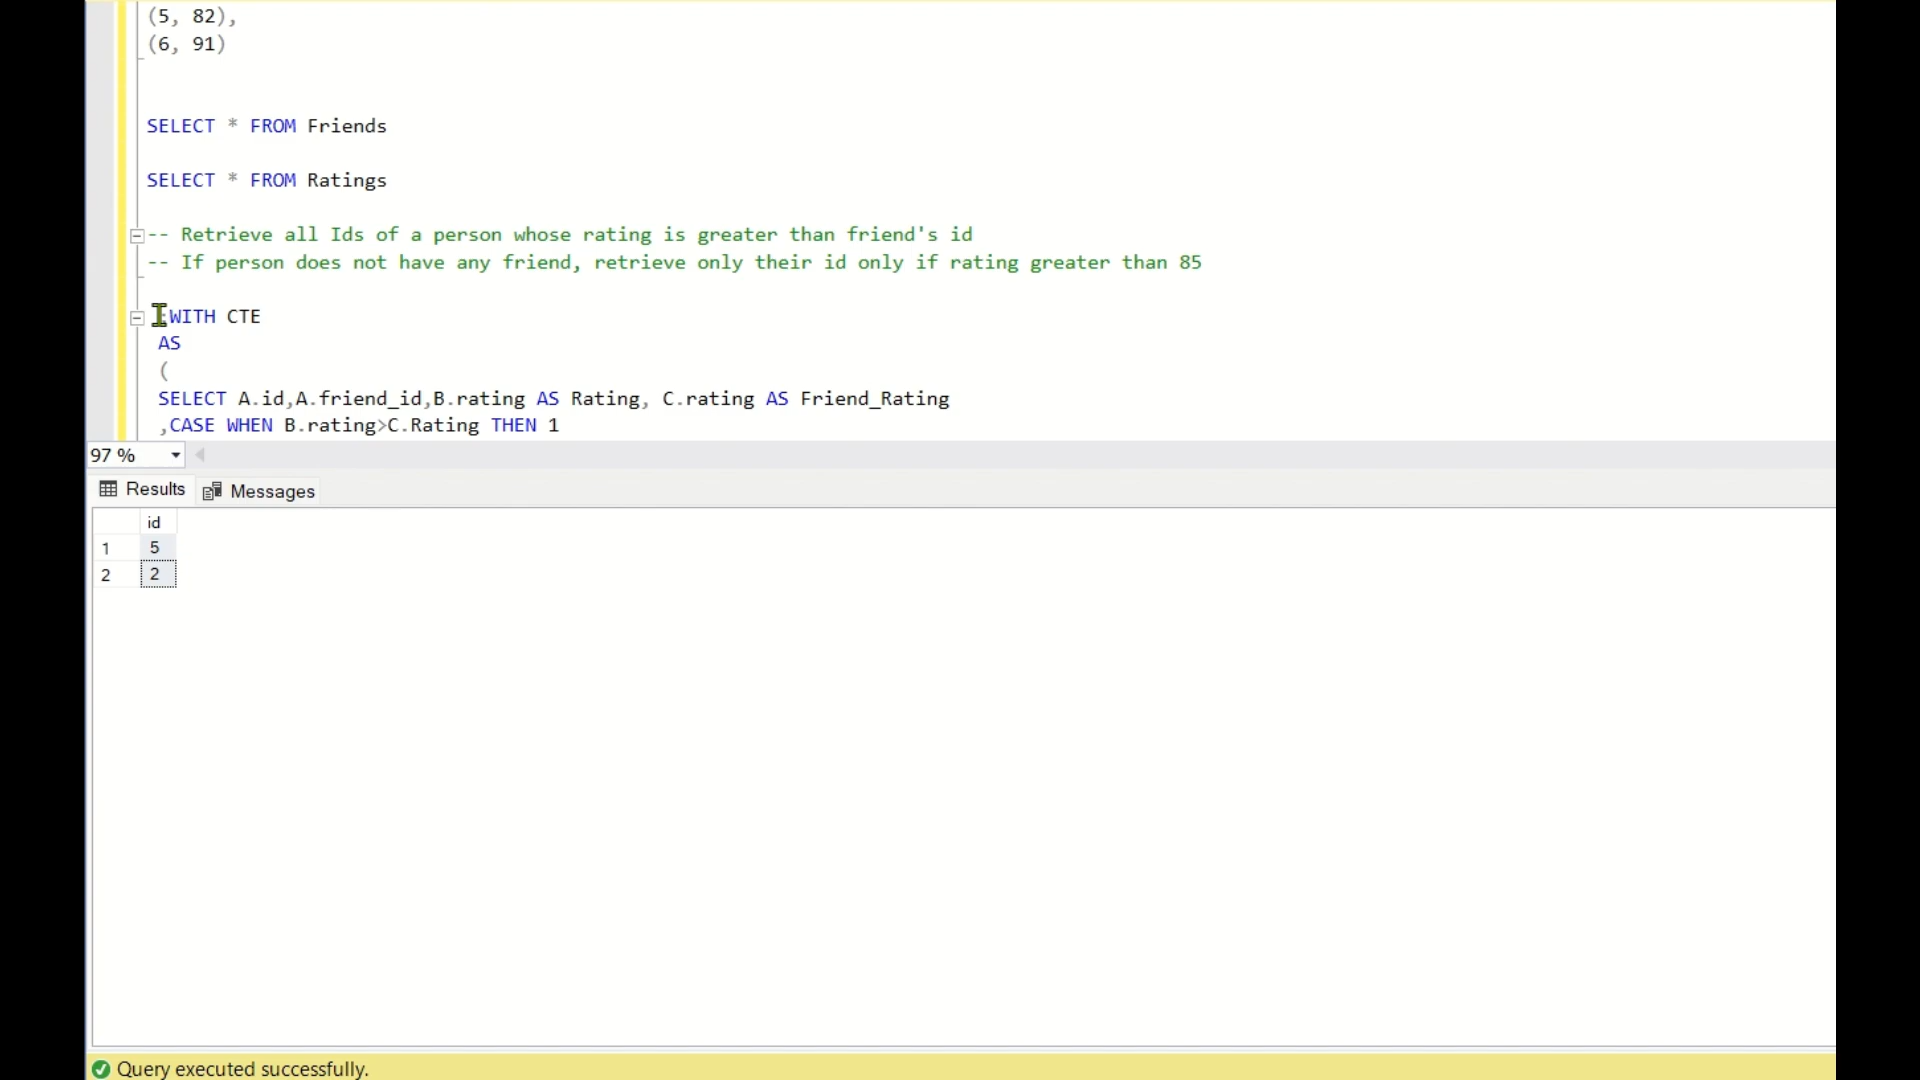 (5, 82),
(6, 91)
SELECT * FROM Friends
SELECT * FROM Ratings
-- Retrieve all Ids of a person whose rating is greater than friend's id
-- If person does not have any friend, retrieve only their id only if rating greater than 85
;WITH CTE
AS
(
SELECT A.id,A.friend_id,B.rating AS Rating, C.rating AS Friend_Rating
,CASE WHEN B.rating>C.Rating THEN 1
97 %
Results Messages
id
1 5
2 2
Query executed successfully.